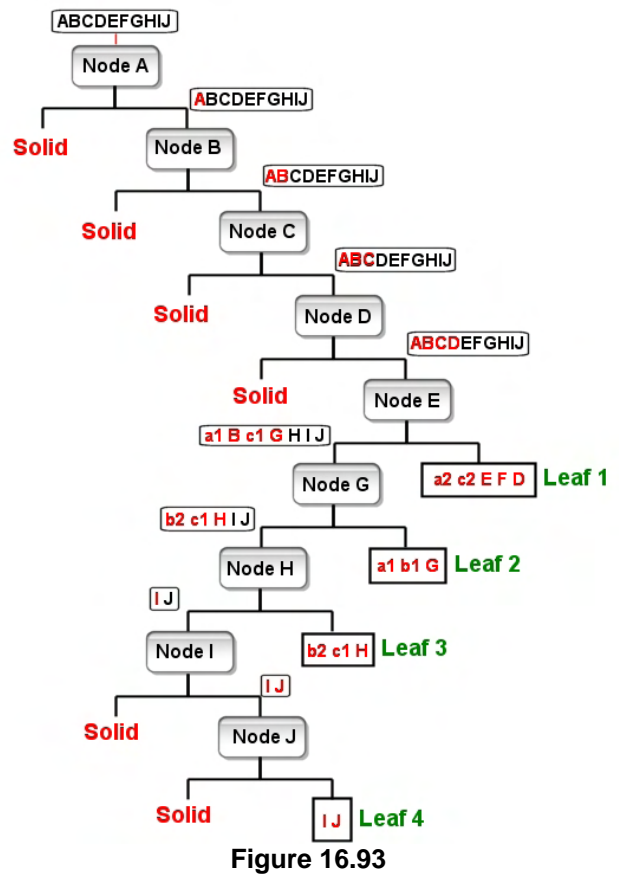 ABCDEFGHIJ
Node A
ABCDEFGHIJ
Solid
Node B
ABCDEFGHIJ
Solid
Node C
ABCDEFGHIJ
Solid
Node D
ABCDEFGHIJ
Solid
Node E
a1 B c1 G H I J
Node G
a2 c2 E F D
Leaf 1
b2 c1 H I J
Node H
a1 b1 G
Leaf 2
I J
Node I
b2 c1 H
Leaf 3
I J
Solid
Node J
Solid
I J
Leaf 4
Figure 16.93